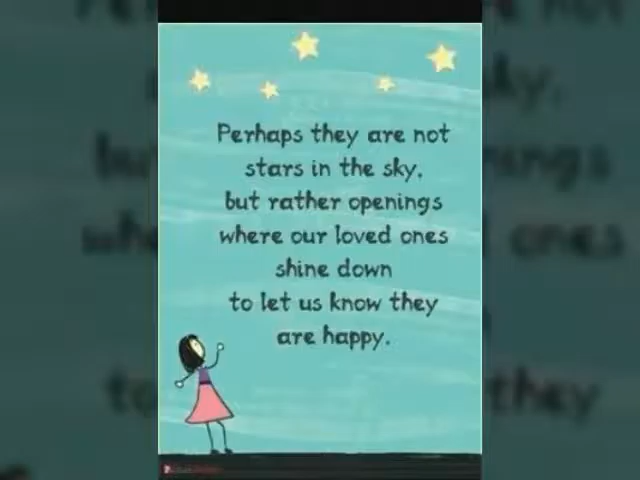 Perhaps they are not
stars in the sky,
but rather openings
where our loved ones
shine down
to let us know they
are happy.